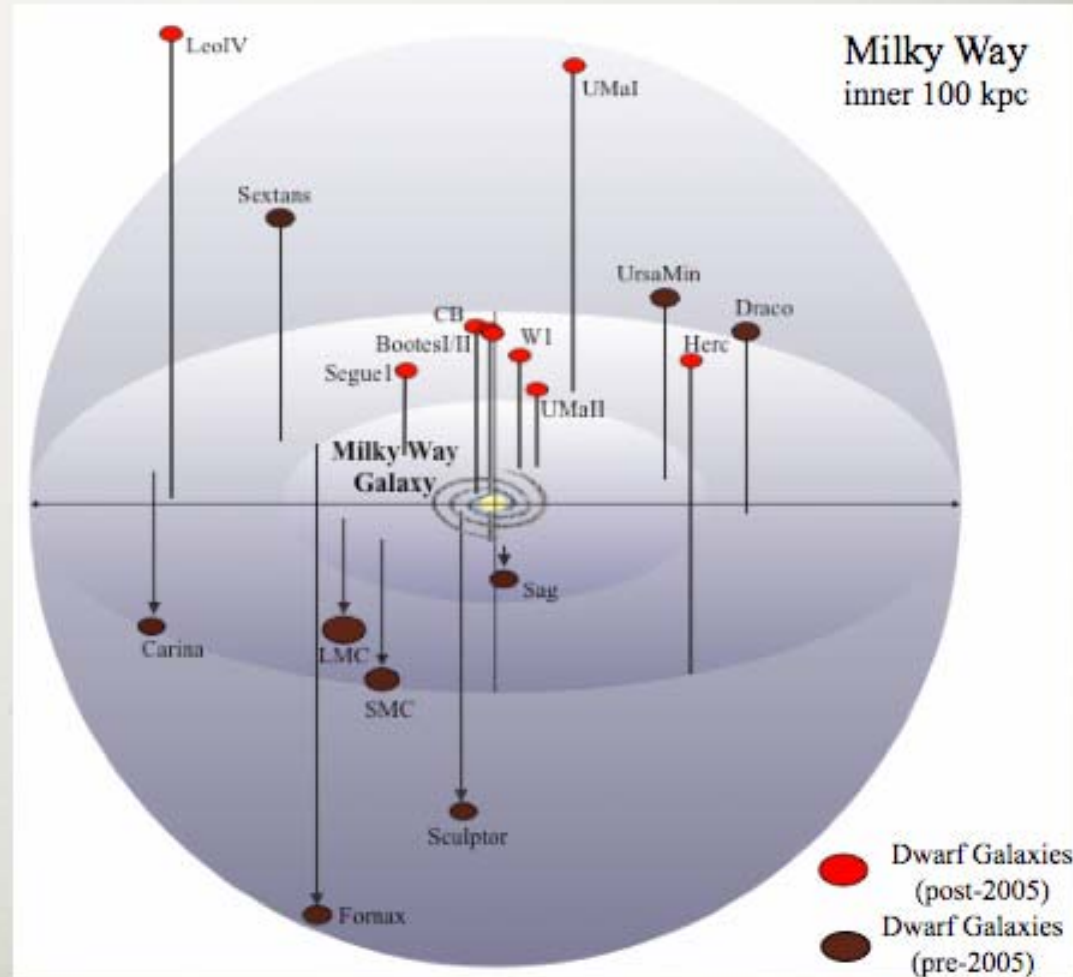 LeoIV
Milky Way
inner 100 kpc
UMaI
Sextans
UrsaMin
Draco
CB
BootesI/II
W1
Herc
Segue1
UMaII
Milky Way
Galaxy
Sag
Carina
LMC
SMC
Sculptor
Fornax
Dwarf Galaxies
(post-2005)
Dwarf Galaxies
(pre-2005)